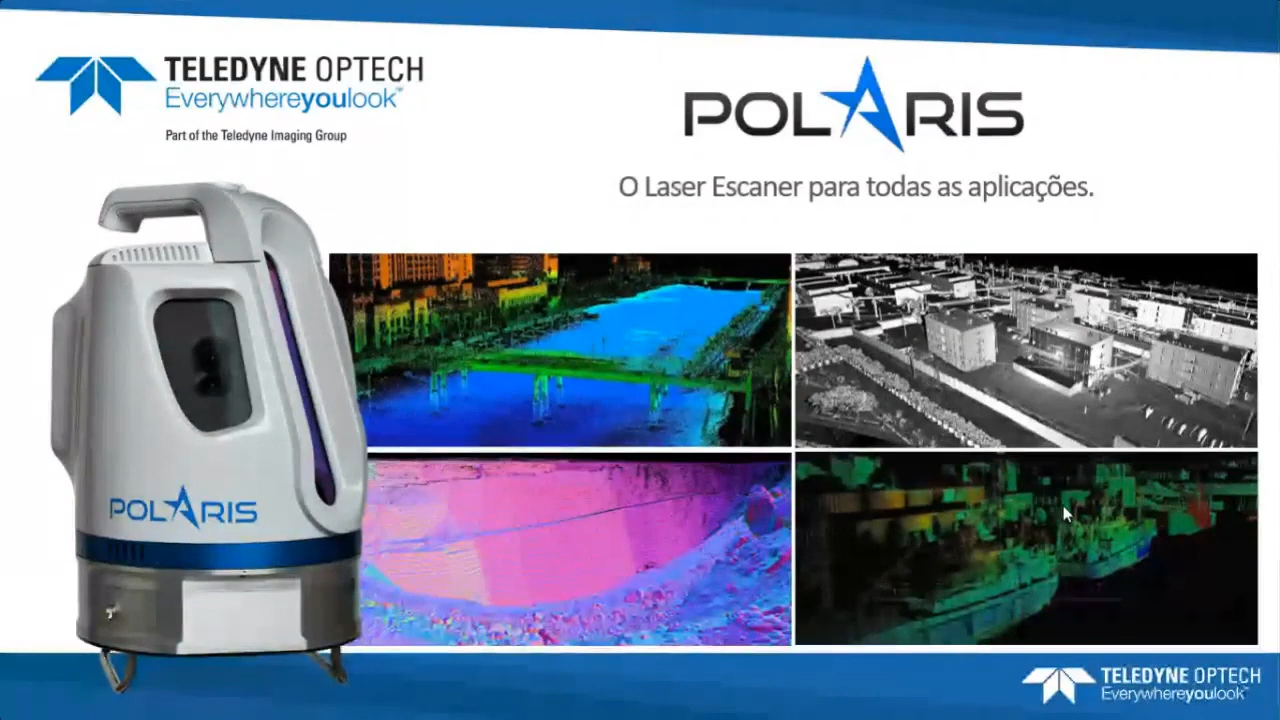 TELEDYNE OPTECH
Everywhereyoulook™
Part of the Teledyne Imaging Group
POLARIS
O Laser Escaner para todas as aplicações.
POLARIS
TELEDYNE OPTECH
Everywhereyoulook™